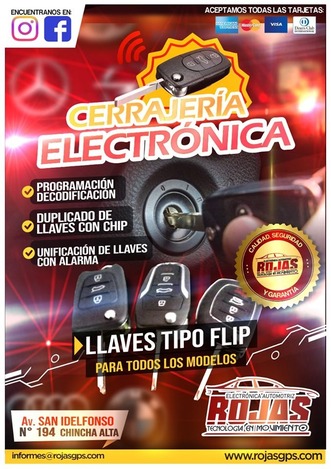 ENCUENTRANOS EN:
ACEPTAMOS TODAS LAS TARJETAS:
VISA
CERRAJERÍA
ELECTRÓNICA
PROGRAMACIÓN
DECODIFICACIÓN
DUPLICADO DE
LLAVES CON CHIP
UNIFICACIÓN DE LLAVES
CON ALARMA
CALIDAD, SEGURIDAD
ROJAS
Y GARANTÍA
LLAVES TIPO FLIP
PARA TODOS LOS MODELOS
ELECTRÓNICA AUTOMOTRIZ
ROJAS
TECNOLOGÍA EN MOVIMIENTO
Av. SAN IDELFONSO
N° 194 CHINCHA ALTA
informes@rojasgps.com
www.rojasgps.com